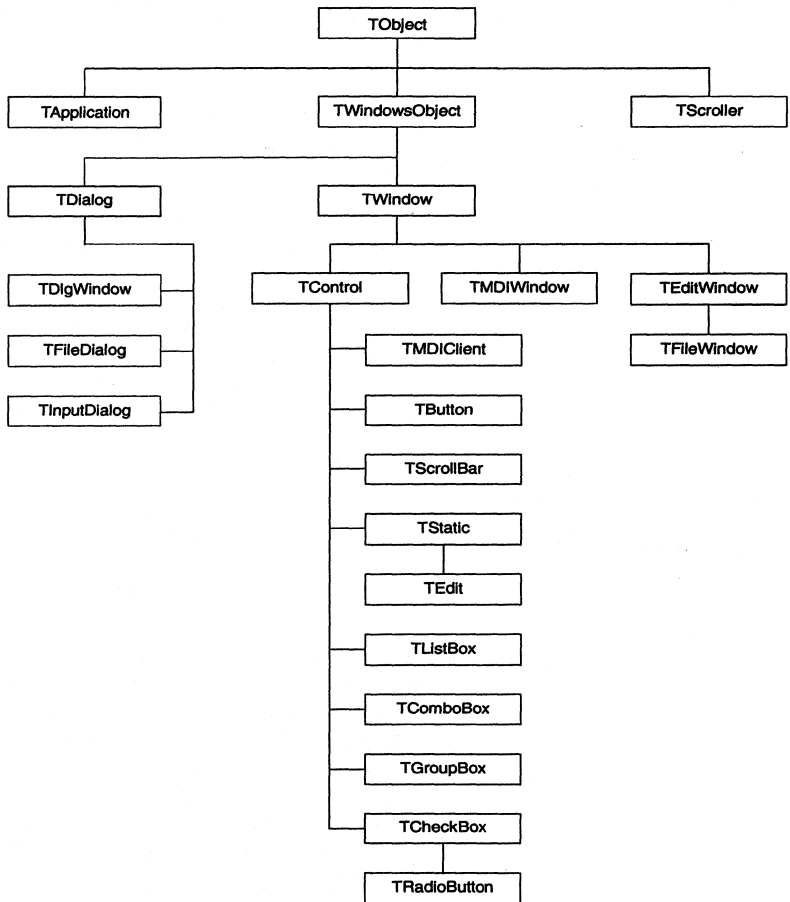 TObject
TApplication
TWindowsObject
TScroller
TDialog
TWindow
TDlgWindow
TControl
TMDIWindow
TEditWindow
TFileDialog
TMDIClient
TFileWindow
TInputDialog
TButton
TScrollBar
TStatic
TEdit
TListBox
TComboBox
TGroupBox
TCheckBox
TRadioButton